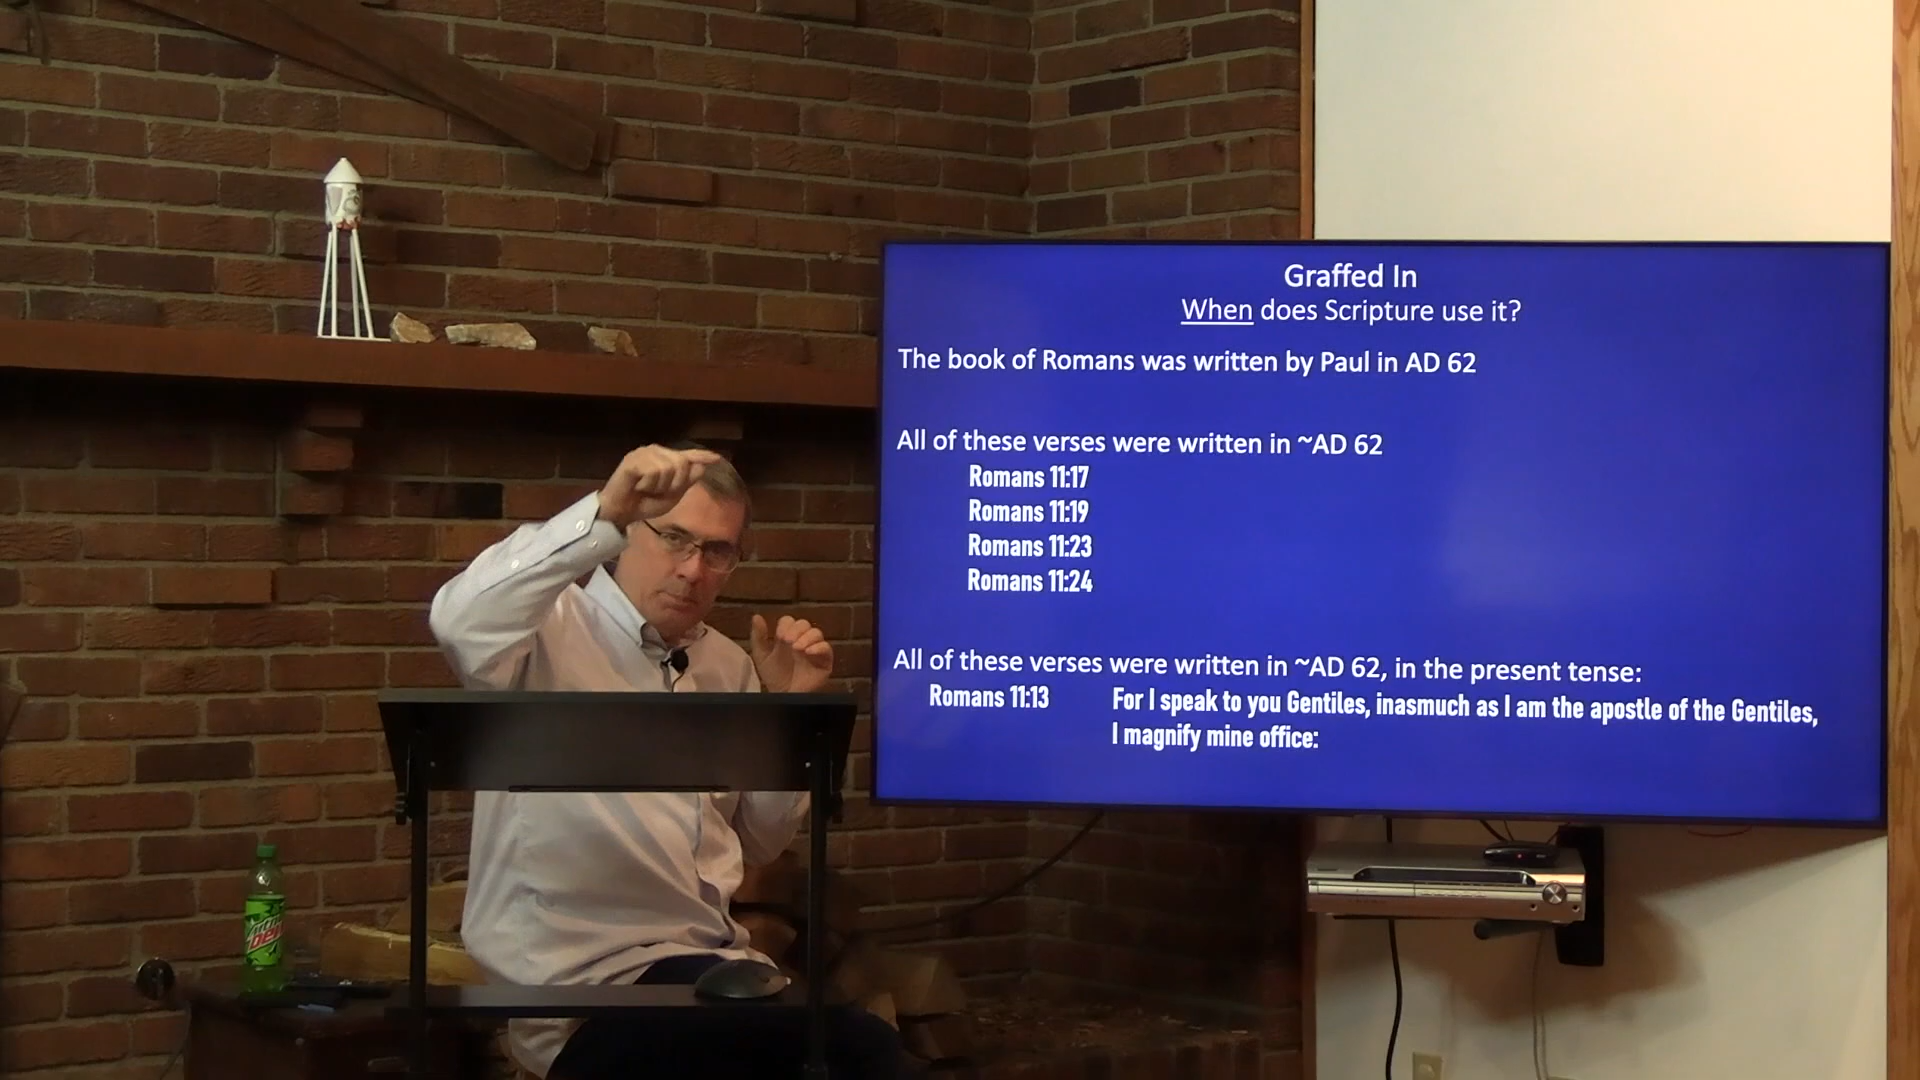 Graffed In
When does Scripture use it?
The book of Romans was written by Paul in AD 62
All of these verses were written in ~AD 62
Romans 11:17
Romans 11:19
Romans 11:23
Romans 11:24
All of these verses were written in ~AD 62, in the present tense:
Romans 11:13 For I speak to you Gentiles, inasmuch as I am the apostle of the Gentiles,
I magnify mine office: